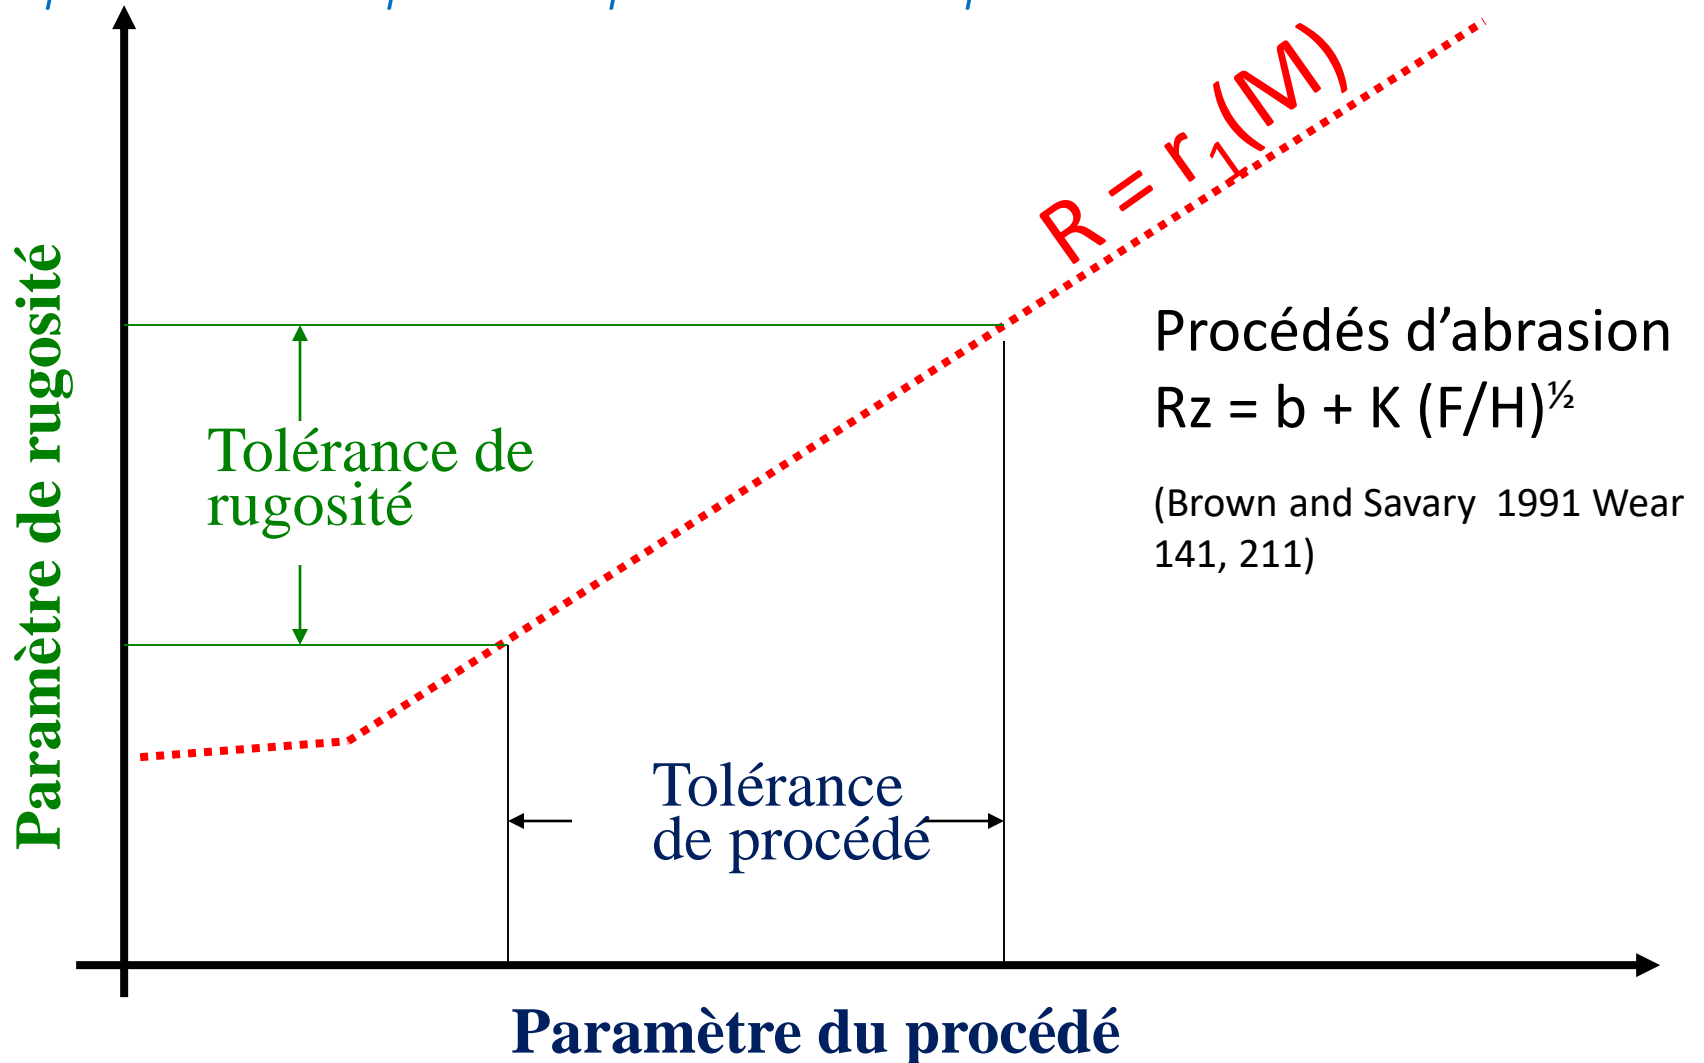 R = r₁(M)
Paramètre de rugosité
Procédés d’abrasion
Rz = b + K (F/H)^½
(Brown and Savary 1991 Wear
141, 211)
Tolérance de
rugosité
Tolérance
de procédé
Paramètre du procédé